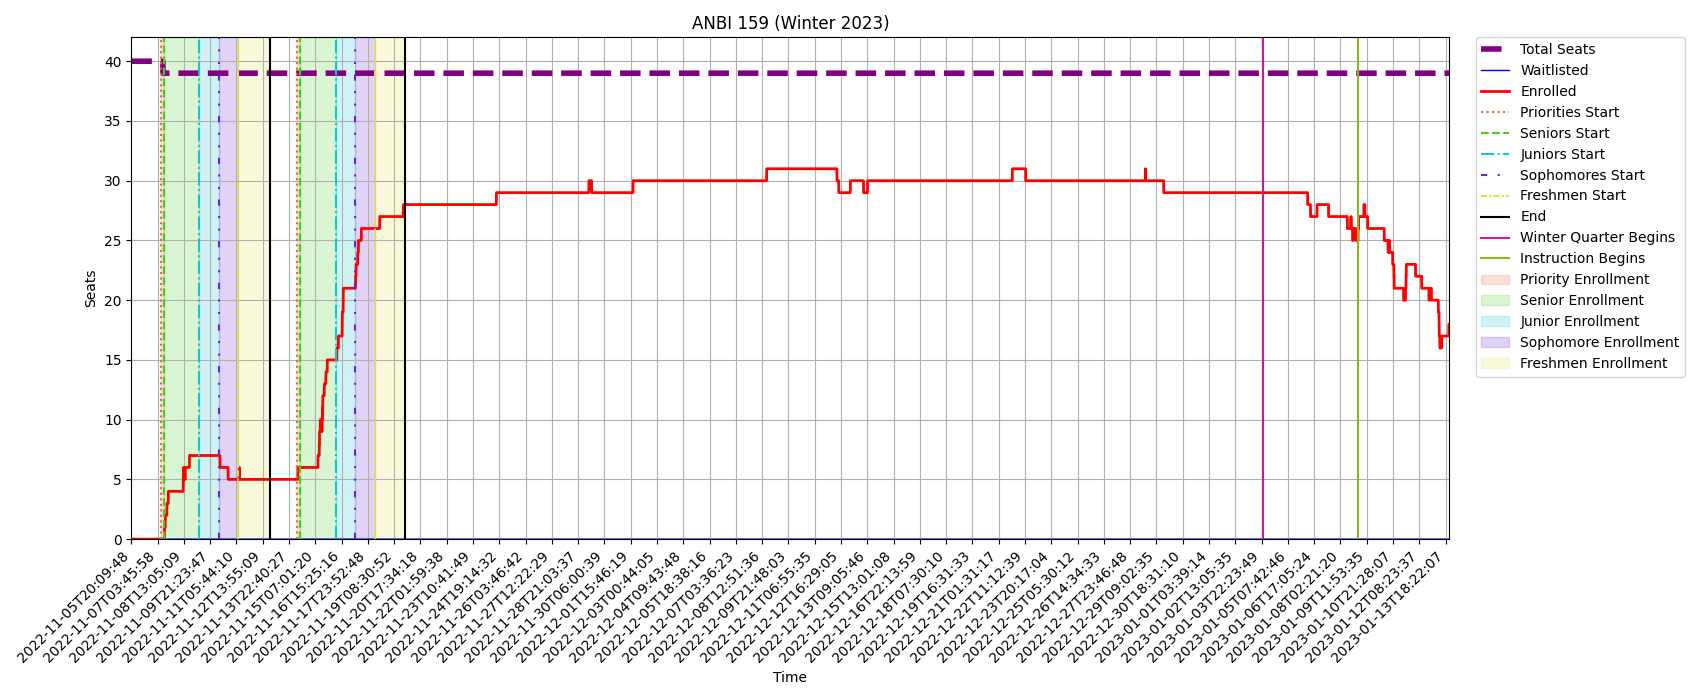 ANBI 159 (Winter 2023)
Seats
40
35
30
25
20
15
10
5
0
2022-11-05T20:09:48
2022-11-07T03:45:58
2022-11-08T13:05:09
2022-11-09T21:23:47
2022-11-11T05:44:10
2022-11-12T13:55:09
2022-11-13T22:40:27
2022-11-15T07:01:20
2022-11-16T15:25:16
2022-11-17T23:52:48
2022-11-19T08:30:52
2022-11-20T17:34:18
2022-11-22T01:59:38
2022-11-23T10:41:49
2022-11-24T19:14:32
2022-11-26T03:46:42
2022-11-27T12:22:29
2022-11-28T21:03:37
2022-11-30T06:00:39
2022-12-01T15:46:19
2022-12-03T00:44:05
2022-12-04T09:43:48
2022-12-05T18:38:16
2022-12-07T03:36:23
2022-12-08T12:51:36
2022-12-09T21:48:03
2022-12-11T06:55:35
2022-12-12T16:29:05
2022-12-13T09:05:46
2022-12-15T13:01:08
2022-12-16T22:13:59
2022-12-18T07:30:10
2022-12-19T16:31:33
2022-12-21T01:31:17
2022-12-22T11:12:39
2022-12-23T20:17:04
2022-12-25T05:30:12
2022-12-26T14:34:33
2022-12-27T23:46:48
2022-12-29T09:02:35
2022-12-30T18:31:10
2023-01-01T03:39:14
2023-01-02T13:05:35
2023-01-03T22:23:49
2023-01-05T07:42:46
2023-01-06T17:05:24
2023-01-08T02:21:20
2023-01-09T11:53:35
2023-01-10T21:28:07
2023-01-12T08:23:37
2023-01-13T18:22:07
Time
Total Seats
Waitlisted
Enrolled
Priorities Start
Seniors Start
Juniors Start
Sophomores Start
Freshmen Start
End
Winter Quarter Begins
Instruction Begins
Priority Enrollment
Senior Enrollment
Junior Enrollment
Sophomore Enrollment
Freshmen Enrollment